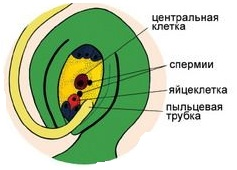 центральная
клетка
спермии
яйцеклетка
пыльцевая
трубка